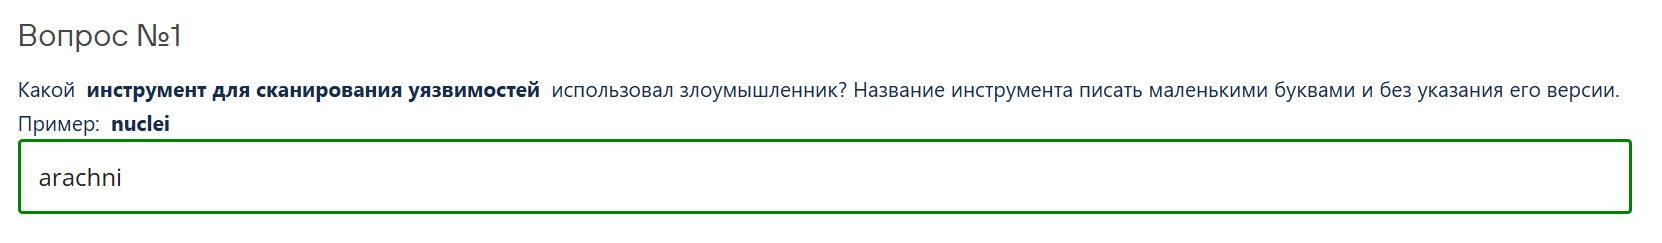 Вопрос №1
Какой инструмент для сканирования уязвимостей использовал злоумышленник? Название инструмента писать маленькими буквами и без указания его версии.
Пример: nuclei
arachni